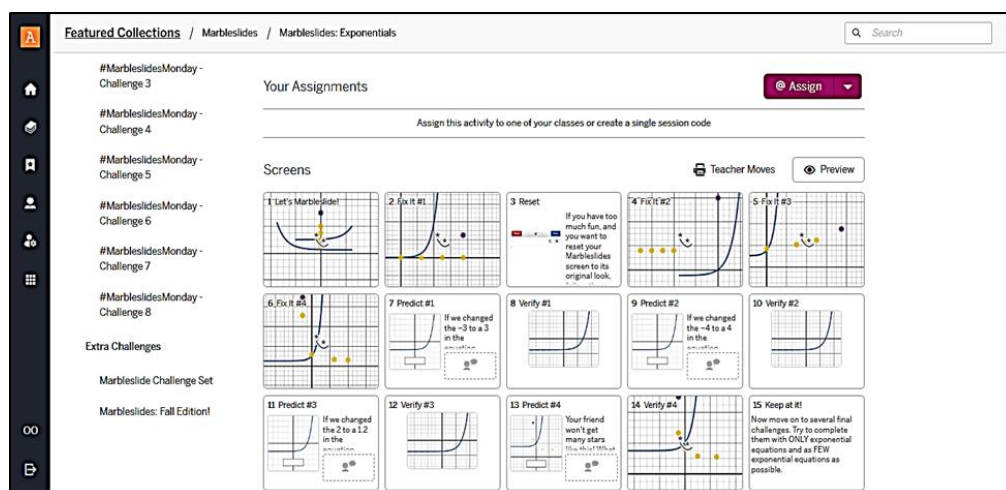 A
Featured Collections / Marbleslides / Marbleslides: Exponentials
Search
#MarbleslidesMonday -
Challenge 3
#MarbleslidesMonday -
Challenge 4
#MarbleslidesMonday -
Challenge 5
#MarbleslidesMonday -
Challenge 6
#MarbleslidesMonday -
Challenge 7
#MarbleslidesMonday -
Challenge 8
Extra Challenges
Marbleslide Challenge Set
Marbleslides: Fall Edition!
Your Assignments
@ Assign
Assign this activity to one of your classes or create a single session code
Screens
Teacher Moves
Preview
1 Let's Marbleslide!
2 Fix It #1
3 Reset
If you have too
much fun, and
you want to
reset your
Marbleslides
screen to its
original look,
4 Fix It #2
5 Fix It #3
6 Fix It #4
7 Predict #1
If we changed
the −3 to a 3
in the
equation
8 Verify #1
9 Predict #2
If we changed
the −4 to a 4
in the
equation
10 Verify #2
11 Predict #3
If we changed
the 2 to a 1.2
in the
equation
12 Verify #3
13 Predict #4
Your friend
won't get
many stars
like this! What
14 Verify #4
15 Keep at it!
Now move on to several final
challenges. Try to complete
them with ONLY exponential
equations and as FEW
exponential equations as
possible.